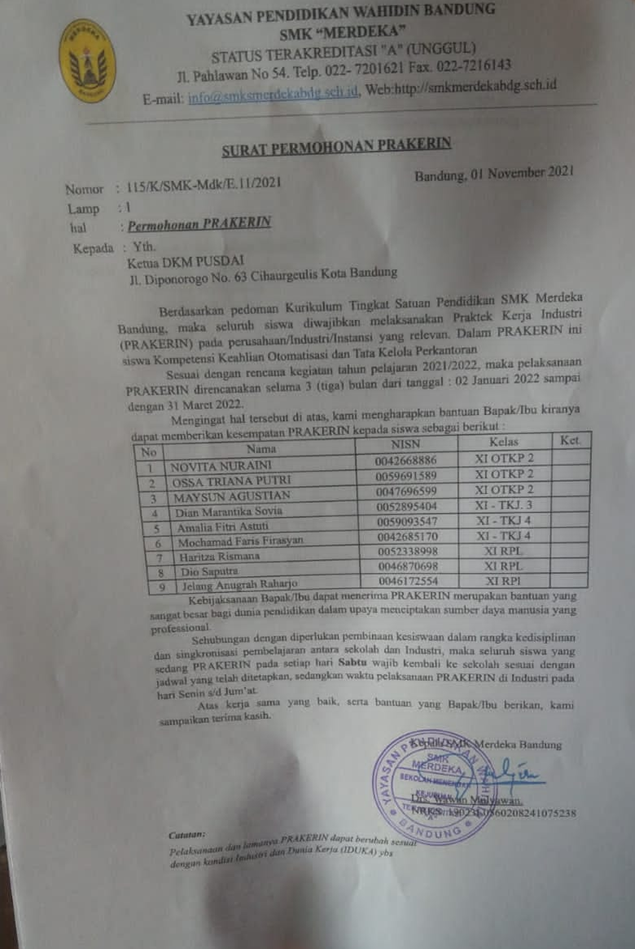 YAYASAN PENDIDIKAN WAHIDIN BANDUNG
SMK “MERDEKA”
STATUS TERAKREDITASI "A" (UNGGUL)
Jl. Pahlawan No 54. Telp. 022- 7201621 Fax. 022-7216143
E-mail: info@smksmerdekabdg.sch.id, Web:http://smkmerdekabdg.sch.id
SURAT PERMOHONAN PRAKERIN
Bandung, 01 November 2021
Nomor : 115/K/SMK-Mdk/E.11/2021
Lamp : 1
hal : Permohonan PRAKERIN
Kepada : Yth.
Ketua DKM PUSDAI
Jl. Diponorogo No. 63 Cihaurgeulis Kota Bandung
Berdasarkan pedoman Kurikulum Tingkat Satuan Pendidikan SMK Merdeka
Bandung, maka seluruh siswa diwajibkan melaksanakan Praktek Kerja Industri
(PRAKERIN) pada perusahaan/Industri/Instansi yang relevan. Dalam PRAKERIN ini
siswa Kompetensi Keahlian Otomatisasi dan Tata Kelola Perkantoran
Sesuai dengan rencana kegiatan tahun pelajaran 2021/2022, maka pelaksanaan
PRAKERIN direncanakan selama 3 (tiga) bulan dari tanggal : 02 Januari 2022 sampai
dengan 31 Maret 2022.
Mengingat hal tersebut di atas, kami mengharapkan bantuan Bapak/Ibu kiranya
dapat memberikan kesempatan PRAKERIN kepada siswa sebagai berikut :
No Nama NISN Kelas Ket.
1 NOVITA NURAINI 0042668886 XI OTKP 2
2 OSSA TRIANA PUTRI 0059691589 XI OTKP 2
3 MAYSUN AGUSTIAN 0047696599 XI OTKP 2
4 Dian Marantika Sovia 0052895404 XI - TKJ. 3
5 Amalia Fitri Astuti 0059093547 XI - TKJ 4
6 Mochamad Faris Firasyan 0042685170 XI - TKJ 4
7 Haritza Rismana 0052338998 XI RPL
8 Dio Saputra 0046870698 XI RPL
9 Jelang Anugrah Raharjo 0046172554 XI RPl
Kebijaksanaan Bapak/Ibu dapat menerima PRAKERIN merupakan bantuan yang
sangat besar bagi dunia pendidikan dalam upaya menciptakan sumber daya manusia yang
professional.
Sehubungan dengan diperlukan pembinaan kesiswaan dalam rangka kedisiplinan
dan singkronisasi pembelajaran antara sekolah dan Industri, maka seluruh siswa yang
sedang PRAKERIN pada setiap hari Sabtu wajib kembali ke sekolah sesuai dengan
jadwal yang telah ditetapkan, sedangkan waktu pelaksanaan PRAKERIN di Industri pada
hari Senin s/d Jum'at.
Atas kerja sama yang baik, serta bantuan yang Bapak/Ibu berikan, kami
sampaikan terima kasih.
Kepala SMK Merdeka Bandung
YAYASAN PENDIDIKAN WAHIDIN
SMK
MERDEKA
KEJURUAN
BANDUNG
Drs. Wawan Mulyawan.
Catatan:
Pelaksanaan dan lamanya PRAKERIN dapat berubah sesuai
dengan kondisi Industri dan Dunia Kerja (IDUKA) ybs